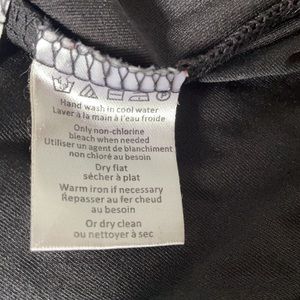 Hand wash in cool water
Laver à la main à l'eau froide
Only non-chlorine
bleach when needed
Utiliser un agent de blanchiment
non chloré au besoin
Dry flat
sécher à plat
Warm iron if necessary
Repasser au fer cheud
au besoin
Or dry clean
ou nettoyer à sec